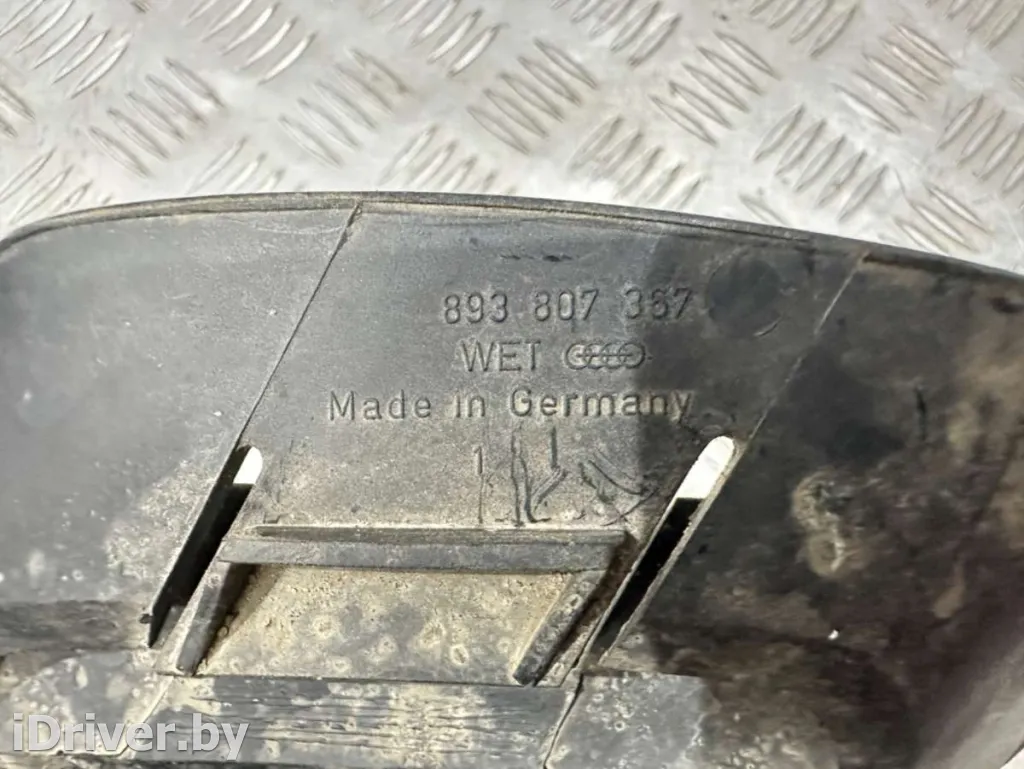 893 807 367
WET
Made in Germany
iDriver.by